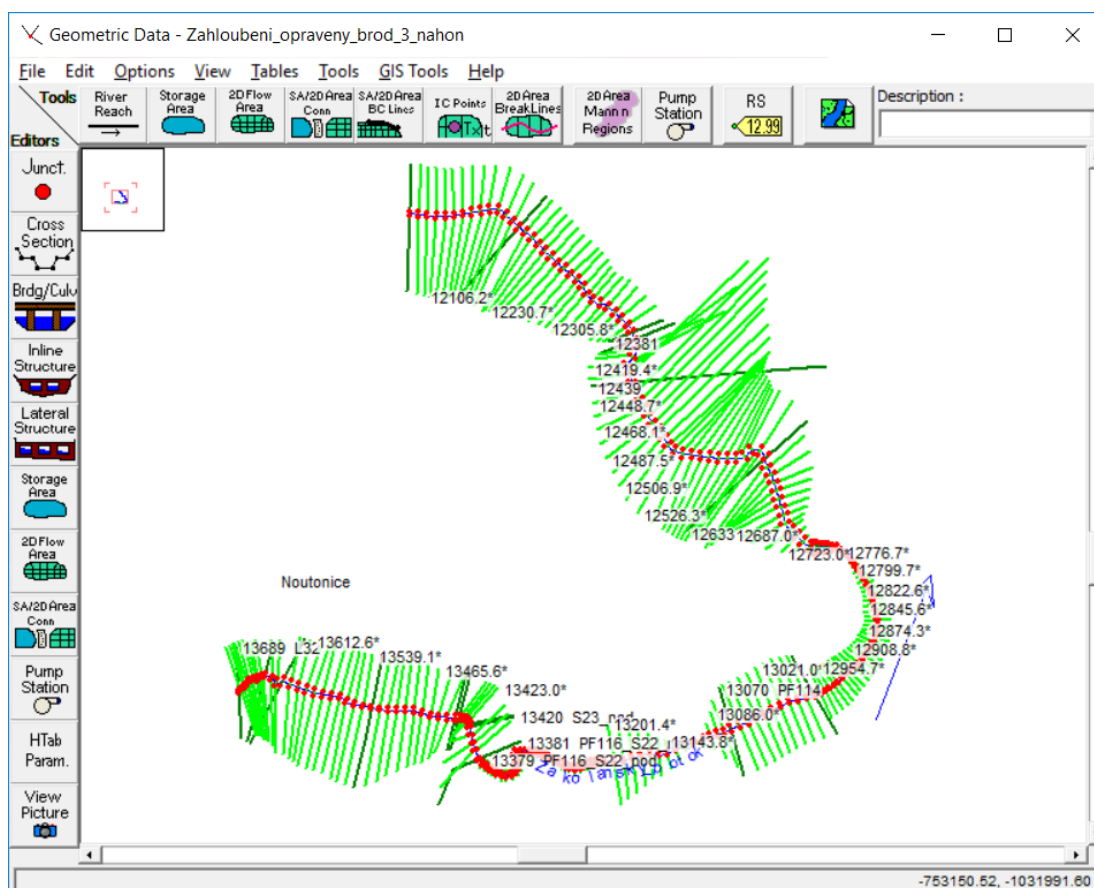 Geometric Data - Zahloubeni_opraveny_brod_3_nahon
File Edit Options View Tables Tools GIS Tools Help
Tools
Editors
River
Reach
Storage
Area
2D Flow
Area
SA/2D Area
Conn
SA/2D Area
BC Lines
IC Points
2D Area
BreakLines
2D Area
Mann n
Regions
Pump
Station
RS
12.99
Description :
Junct.
Cross
Section
Brdg/Culv
Inline
Structure
Lateral
Structure
Storage
Area
2D Flow
Area
SA/2D Area
Conn
Pump
Station
HTab
Param.
View
Picture
12106.2*
12230.7*
12305.8*
12381
12419.4*
12439
12448.7*
12468.1*
12487.5*
12506.9*
12526.3*
12633
12687.0*
12723.0*
12776.7*
12799.7*
12822.6*
12845.6*
12874.3*
12908.8*
12954.7*
13021.0*
13070 PF114
13086.0*
13143.8*
13201.4*
Noutonice
13689 L32
13612.6*
13539.1*
13465.6*
13423.0*
13420 S23_pod
13381 PF116_S22
13379 PF116_S22_pod
Zakolansky_potok
-753150.52, -1031991.60